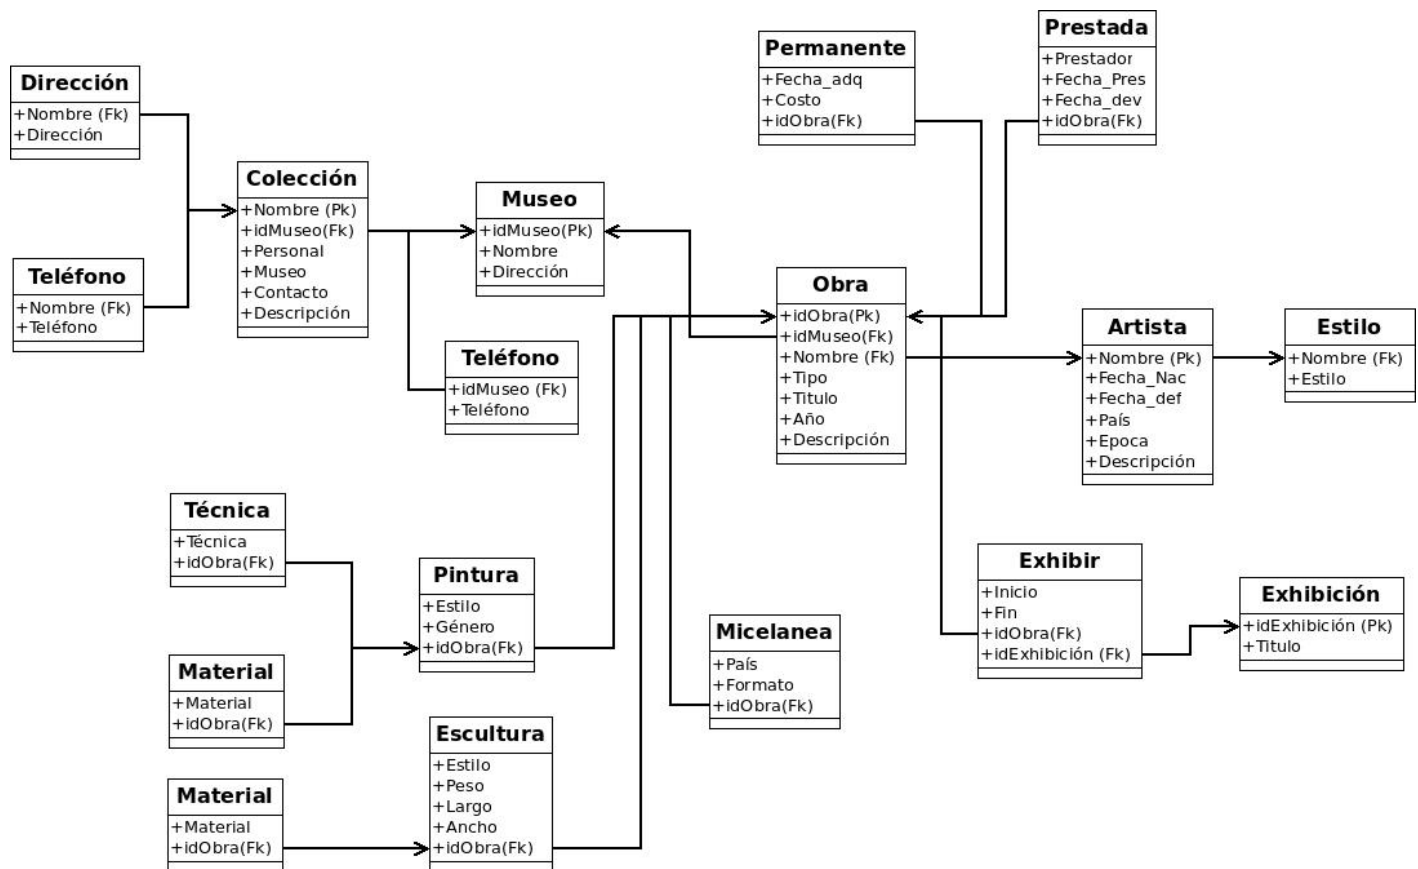 Dirección
+Nombre (Fk)
+Dirección
Teléfono
+Nombre (Fk)
+Teléfono
Colección
+Nombre (Pk)
+idMuseo(Fk)
+Personal
+Museo
+Contacto
+Descripción
Museo
+idMuseo(Pk)
+Nombre
+Dirección
Teléfono
+idMuseo (Fk)
+Teléfono
Permanente
+Fecha_adq
+Costo
+idObra(Fk)
Prestada
+Prestador
+Fecha_Pres
+Fecha_dev
+idObra(Fk)
Obra
+idObra(Pk)
+idMuseo(Fk)
+Nombre (Fk)
+Tipo
+Titulo
+Año
+Descripción
Artista
+Nombre (Pk)
+Fecha_Nac
+Fecha_def
+País
+Epoca
+Descripción
Estilo
+Nombre (Fk)
+Estilo
Técnica
+Técnica
+idObra(Fk)
Material
+Material
+idObra(Fk)
Material
+Material
+idObra(Fk)
Pintura
+Estilo
+Género
+idObra(Fk)
Escultura
+Estilo
+Peso
+Largo
+Ancho
+idObra(Fk)
Micelanea
+País
+Formato
+idObra(Fk)
Exhibir
+Inicio
+Fin
+idObra(Fk)
+idExhibición (Fk)
Exhibición
+idExhibición (Pk)
+Titulo